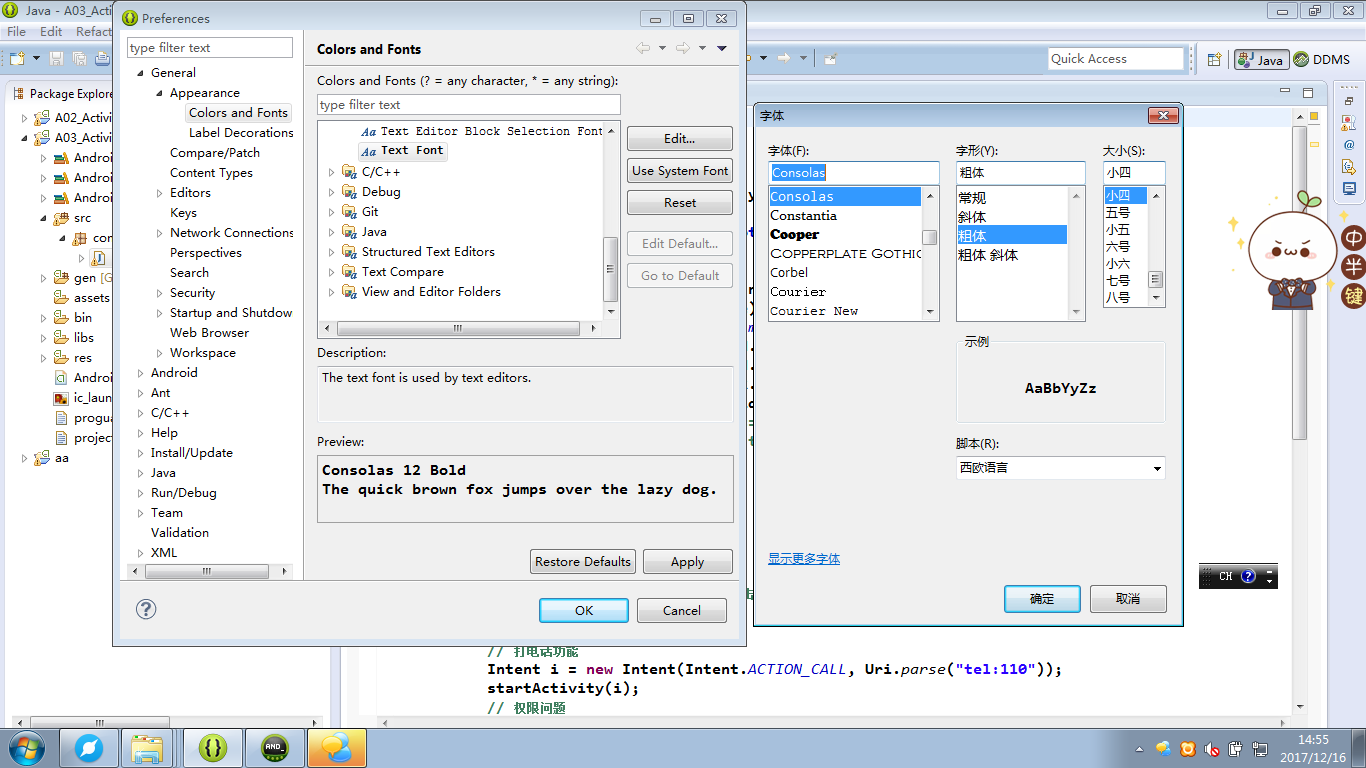 Java - A03_Acti
File Edit Refact
Quick Access
Java
DDMS
Package Explore
A02_Activi
A03_Activi
Androi
Androi
Androi
src
con
gen [G
assets
bin
libs
res
Androi
ic_laun
progua
project
aa
Preferences
type filter text
General
Appearance
Colors and Fonts
Label Decorations
Compare/Patch
Content Types
Editors
Keys
Network Connections
Perspectives
Search
Security
Startup and Shutdow
Web Browser
Workspace
Android
Ant
C/C++
Help
Install/Update
Java
Run/Debug
Team
Validation
XML
Colors and Fonts
Colors and Fonts (? = any character, * = any string):
type filter text
Text Editor Block Selection Font
Text Font
C/C++
Debug
Git
Java
Structured Text Editors
Text Compare
View and Editor Folders
Edit...
Use System Font
Reset
Edit Default...
Go to Default
Description:
The text font is used by text editors.
Preview:
Consolas 12 Bold
The quick brown fox jumps over the lazy dog.
Restore Defaults
Apply
OK
Cancel
字体
字体(F):
Consolas
Consolas
Constantia
Cooper
Copperplate Gothic
Corbel
Courier
Courier New
字形(Y):
粗体
常规
斜体
粗体
粗体 斜体
大小(S):
小四
小四
五号
小五
六号
小六
七号
八号
示例
AaBbYyZz
脚本(R):
西欧语言
显示更多字体
确定
取消
中
半
键
CH
// 打电话功能
Intent i = new Intent(Intent.ACTION_CALL, Uri.parse("tel:110"));
startActivity(i);
// 权限问题
AND_
14:55
2017/12/16